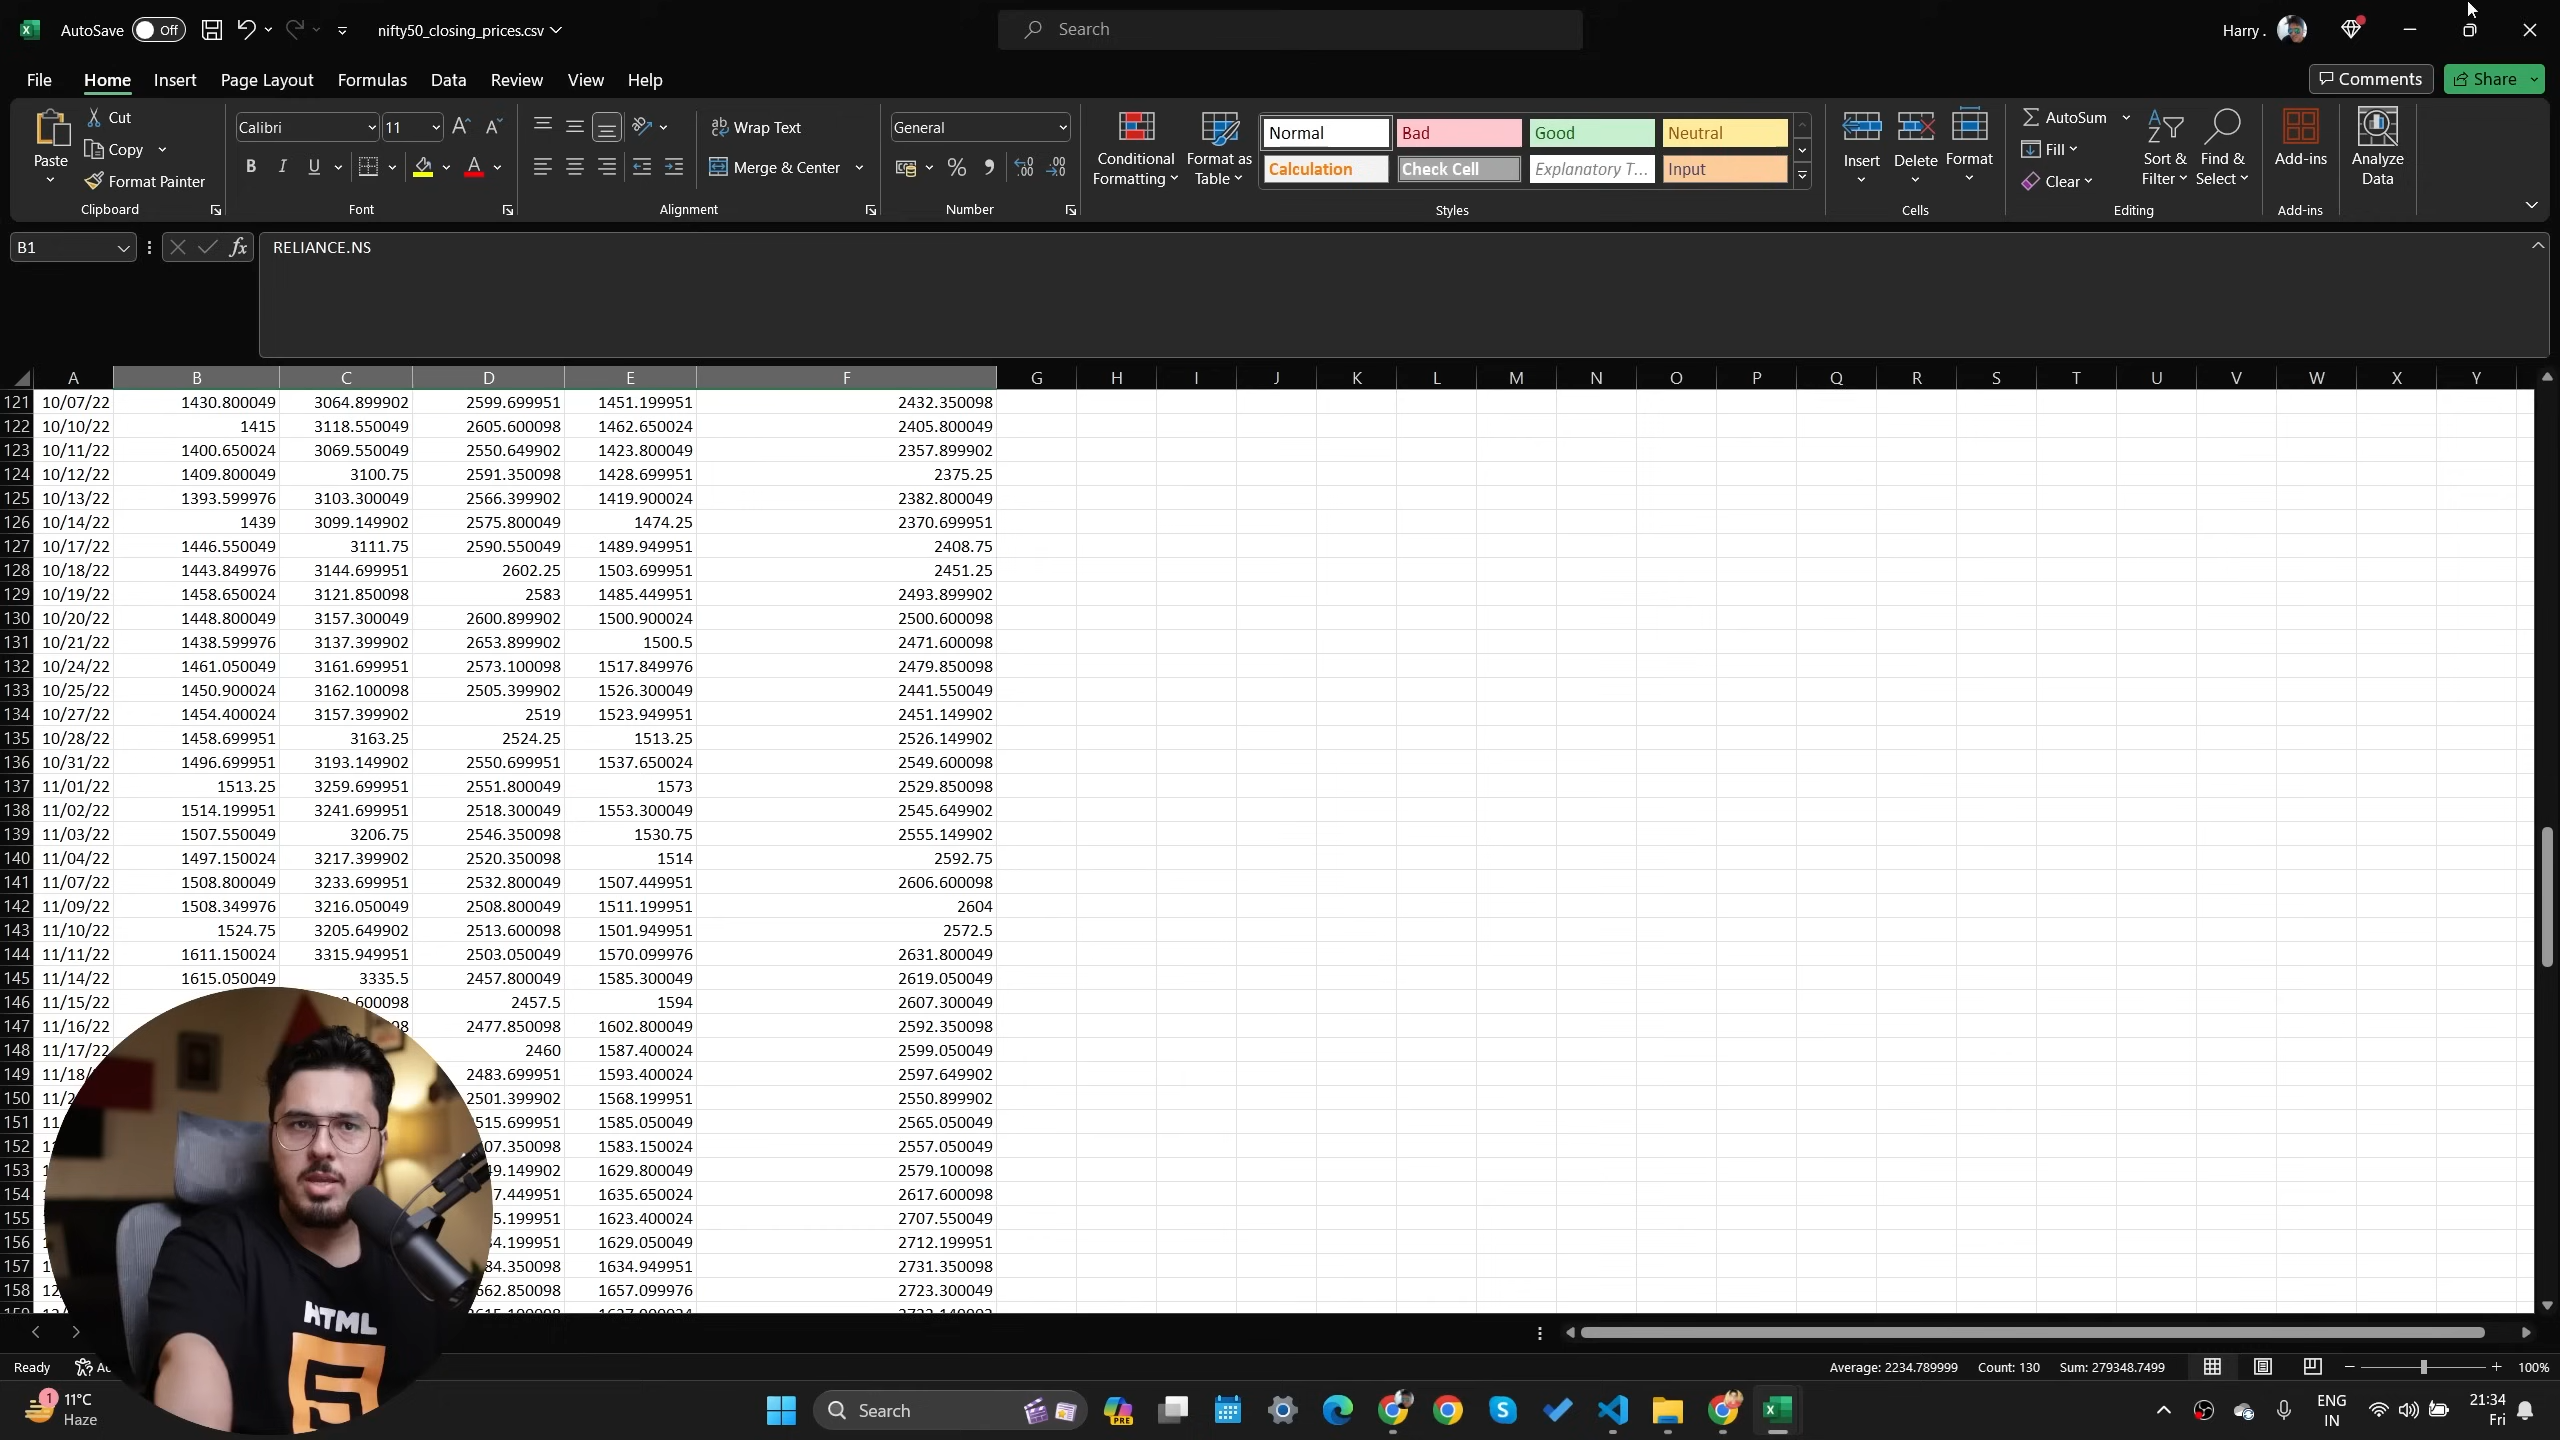 AutoSave Off nifty50_closing_prices.csv Search Harry .
File Home Insert Page Layout Formulas Data Review View Help Comments Share
Paste Cut Copy Format Painter Clipboard
Calibri 11 B I U A Font
Wrap Text Merge & Center Alignment
General % Number
Conditional Formatting Format as Table Normal Bad Good Neutral Calculation Check Cell Explanatory T... Input Styles
Insert Delete Format Cells
AutoSum Fill Clear Sort & Filter Find & Select Editing
Add-ins Add-ins
Analyze Data
B1 fx RELIANCE.NS
A B C D E F G H I J K L M N O P Q R S T U V W X Y
121 10/07/22 1430.800049 3064.899902 2599.699951 1451.199951 2432.350098
122 10/10/22 1415 3118.550049 2605.600098 1462.650024 2405.800049
123 10/11/22 1400.650024 3069.550049 2550.649902 1423.800049 2357.899902
124 10/12/22 1409.800049 3100.75 2591.350098 1428.699951 2375.25
125 10/13/22 1393.599976 3103.300049 2566.399902 1419.900024 2382.800049
126 10/14/22 1439 3099.149902 2575.800049 1474.25 2370.699951
127 10/17/22 1446.550049 3111.75 2590.550049 1489.949951 2408.75
128 10/18/22 1443.849976 3144.699951 2602.25 1503.699951 2451.25
129 10/19/22 1458.650024 3121.850098 2583 1485.449951 2493.899902
130 10/20/22 1448.800049 3157.300049 2600.899902 1500.900024 2500.600098
131 10/21/22 1438.599976 3137.399902 2653.899902 1500.5 2471.600098
132 10/24/22 1461.050049 3161.699951 2573.100098 1517.849976 2479.850098
133 10/25/22 1450.900024 3162.100098 2505.399902 1526.300049 2441.550049
134 10/27/22 1454.400024 3157.399902 2519 1523.949951 2451.149902
135 10/28/22 1458.699951 3163.25 2524.25 1513.25 2526.149902
136 10/31/22 1496.699951 3193.149902 2550.699951 1537.650024 2549.600098
137 11/01/22 1513.25 3259.699951 2551.800049 1573 2529.850098
138 11/02/22 1514.199951 3241.699951 2518.300049 1553.300049 2545.649902
139 11/03/22 1507.550049 3206.75 2546.350098 1530.75 2555.149902
140 11/04/22 1497.150024 3217.399902 2520.350098 1514 2592.75
141 11/07/22 1508.800049 3233.699951 2532.800049 1507.449951 2606.600098
142 11/09/22 1508.349976 3216.050049 2508.800049 1511.199951 2604
143 11/10/22 1524.75 3205.649902 2513.600098 1501.949951 2572.5
144 11/11/22 1611.150024 3315.949951 2503.050049 1570.099976 2631.800049
145 11/14/22 1615.050049 3335.5 2457.800049 1585.300049 2619.050049
146 11/15/22 .600098 2457.5 1594 2607.300049
147 11/16/22 2477.850098 1602.800049 2592.350098
148 11/17/22 2460 1587.400024 2599.050049
149 11/18/ 2483.699951 1593.400024 2597.649902
150 11/2 2501.399902 1568.199951 2550.899902
151 11 515.699951 1585.050049 2565.050049
152 07.350098 1583.150024 2557.050049
153 49.149902 1629.800049 2579.100098
154 7.449951 1635.650024 2617.600098
155 5.199951 1623.400024 2707.550049
156 4.199951 1629.050049 2712.199951
157 84.350098 1634.949951 2731.350098
158 12 662.850098 1657.099976 2723.300049
HTML
5
Ready Average: 2234.789999 Count: 130 Sum: 279348.7499 100%
1 11°C Haze Search PRE ENG IN 21:34 Fri